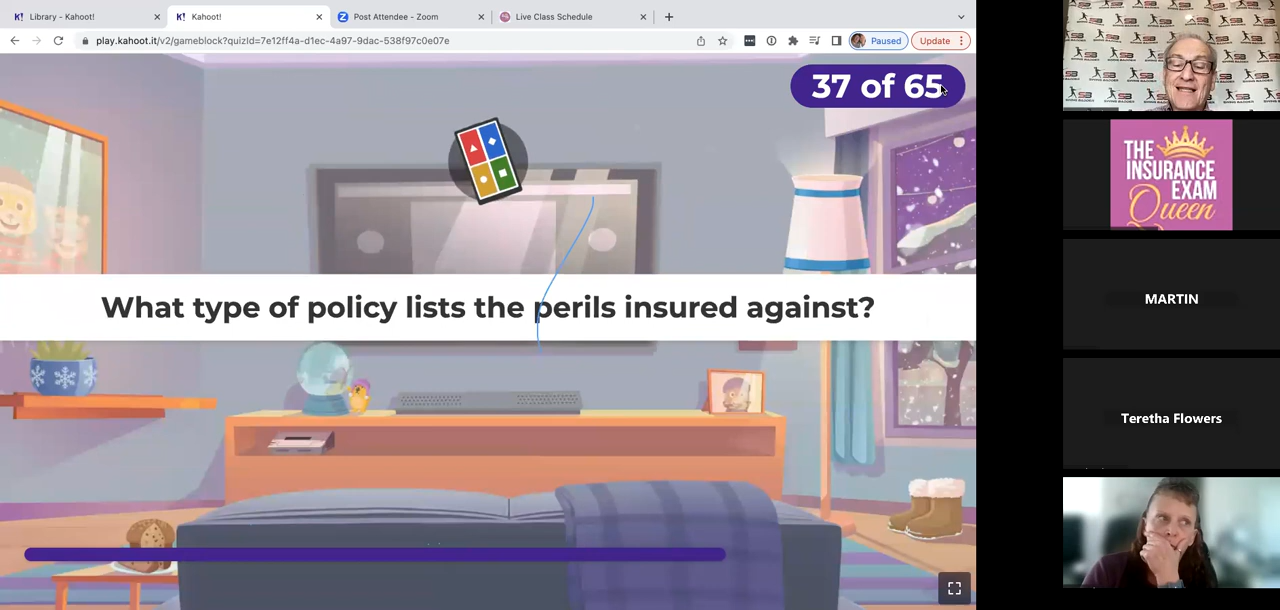 Library - Kahoot!
Kahoot!
Post Attendee - Zoom
Live Class Schedule
play.kahoot.it/v2/gameblock?quizId=7e12ff4a-d1ec-4a97-9dac-538f97c0e07e
Paused
Update
37 of 65
What type of policy lists the perils insured against?
THE
INSURANCE
EXAM
Queen
MARTIN
Teretha Flowers